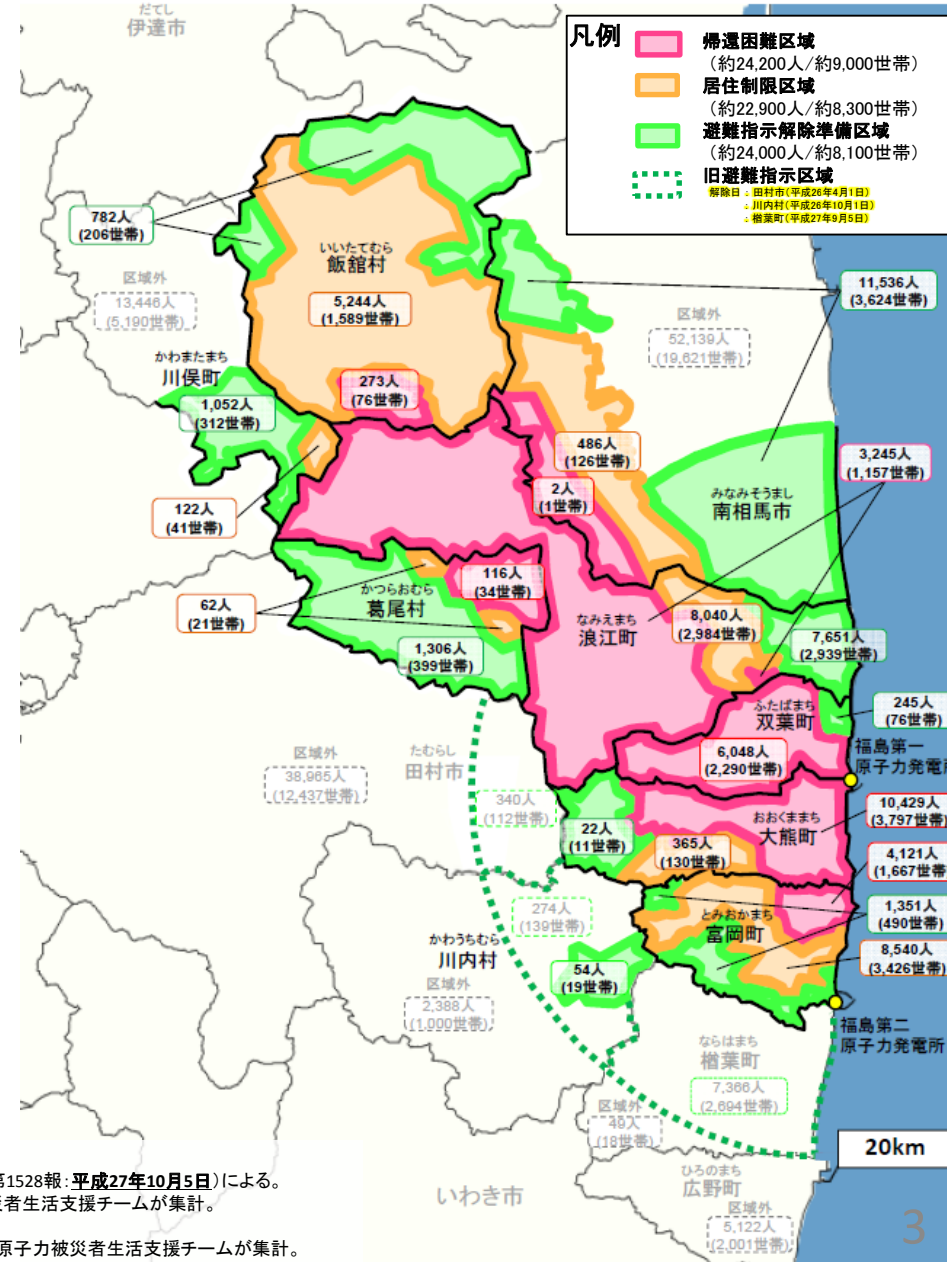 だてし
伊達市
凡例
帰還困難区域
(約24,200人/約9,000世帯)
居住制限区域
(約22,900人/約8,300世帯)
避難指示解除準備区域
(約24,000人/約8,100世帯)
旧避難指示区域
解除日：田村市(平成26年4月1日)
：川内村(平成26年10月1日)
：楢葉町(平成27年9月5日)
782人
(206世帯)
いいたてむら
飯舘村
5,244人
(1,589世帯)
区域外
13,446人
(5,190世帯)
11,536人
(3,624世帯)
区域外
52,139人
(19,621世帯)
かわまたまち
川俣町
1,052人
(312世帯)
273人
(76世帯)
486人
(126世帯)
3,245人
(1,157世帯)
2人
(1世帯)
みなみそうまし
南相馬市
122人
(41世帯)
62人
(21世帯)
かつらおむら
葛尾村
116人
(34世帯)
なみえまち
浪江町
8,040人
(2,984世帯)
7,651人
(2,939世帯)
1,306人
(399世帯)
ふたばまち
双葉町
245人
(76世帯)
6,048人
(2,290世帯)
福島第一
原子力発電
区域外
38,965人
(12,437世帯)
たむらし
田村市
340人
(112世帯)
22人
(11世帯)
365人
(130世帯)
おおくままち
大熊町
10,429人
(3,797世帯)
4,121人
(1,667世帯
274人
(139世帯)
とみおかまち
富岡町
1,351人
(490世帯)
8,540人
(3,426世帯)
かわうちむら
川内村
54人
(19世帯)
区域外
2,388人
(1,000世帯)
福島第二
原子力発電所
ならはまち
楢葉町
7,366人
(2,694世帯)
区域外
49人
(18世帯)
20km
ひろのまち
広野町
区域外
5,122人
(2,001世帯)
いわき市
第1528報：平成27年10月5日)による。
災者生活支援チームが集計。
原子力被災者生活支援チームが集計。
3